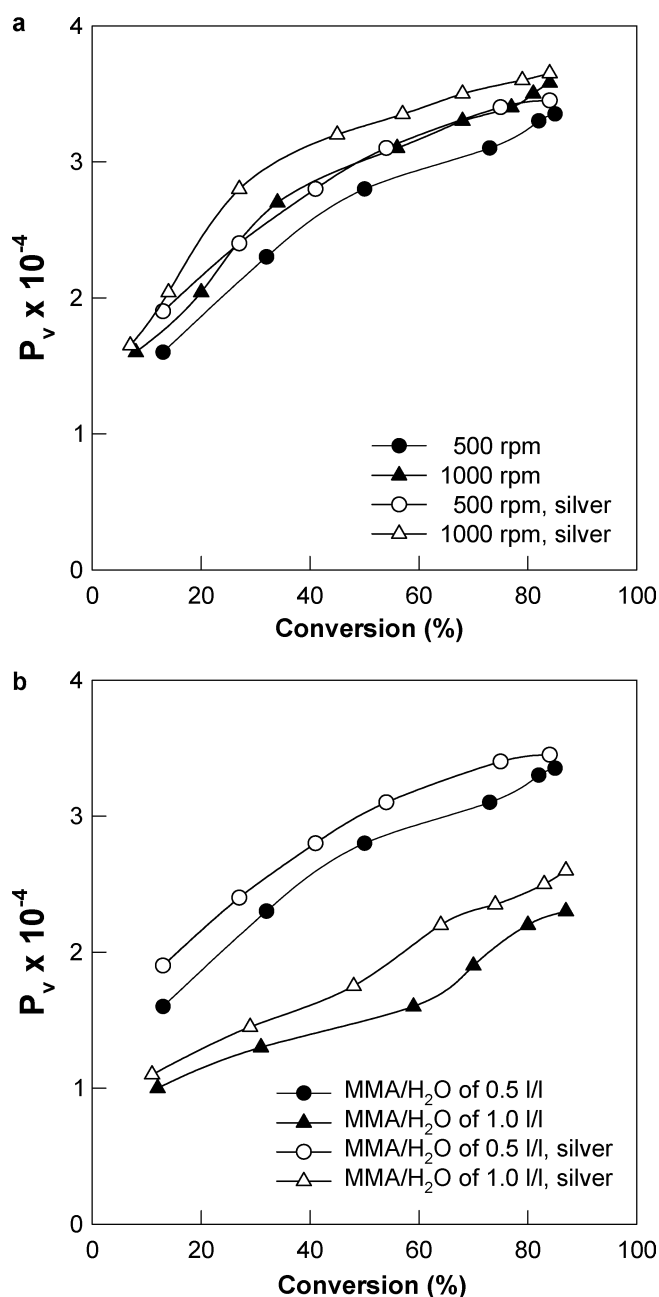 a
4
3
2
1
0
Pᵥ x 10⁻⁴
0 20 40 60 80 100
Conversion (%)
500 rpm
1000 rpm
500 rpm, silver
1000 rpm, silver
b
4
3
2
1
0
Pᵥ x 10⁻⁴
0 20 40 60 80 100
Conversion (%)
MMA/H₂O of 0.5 l/l
MMA/H₂O of 1.0 l/l
MMA/H₂O of 0.5 l/l, silver
MMA/H₂O of 1.0 l/l, silver